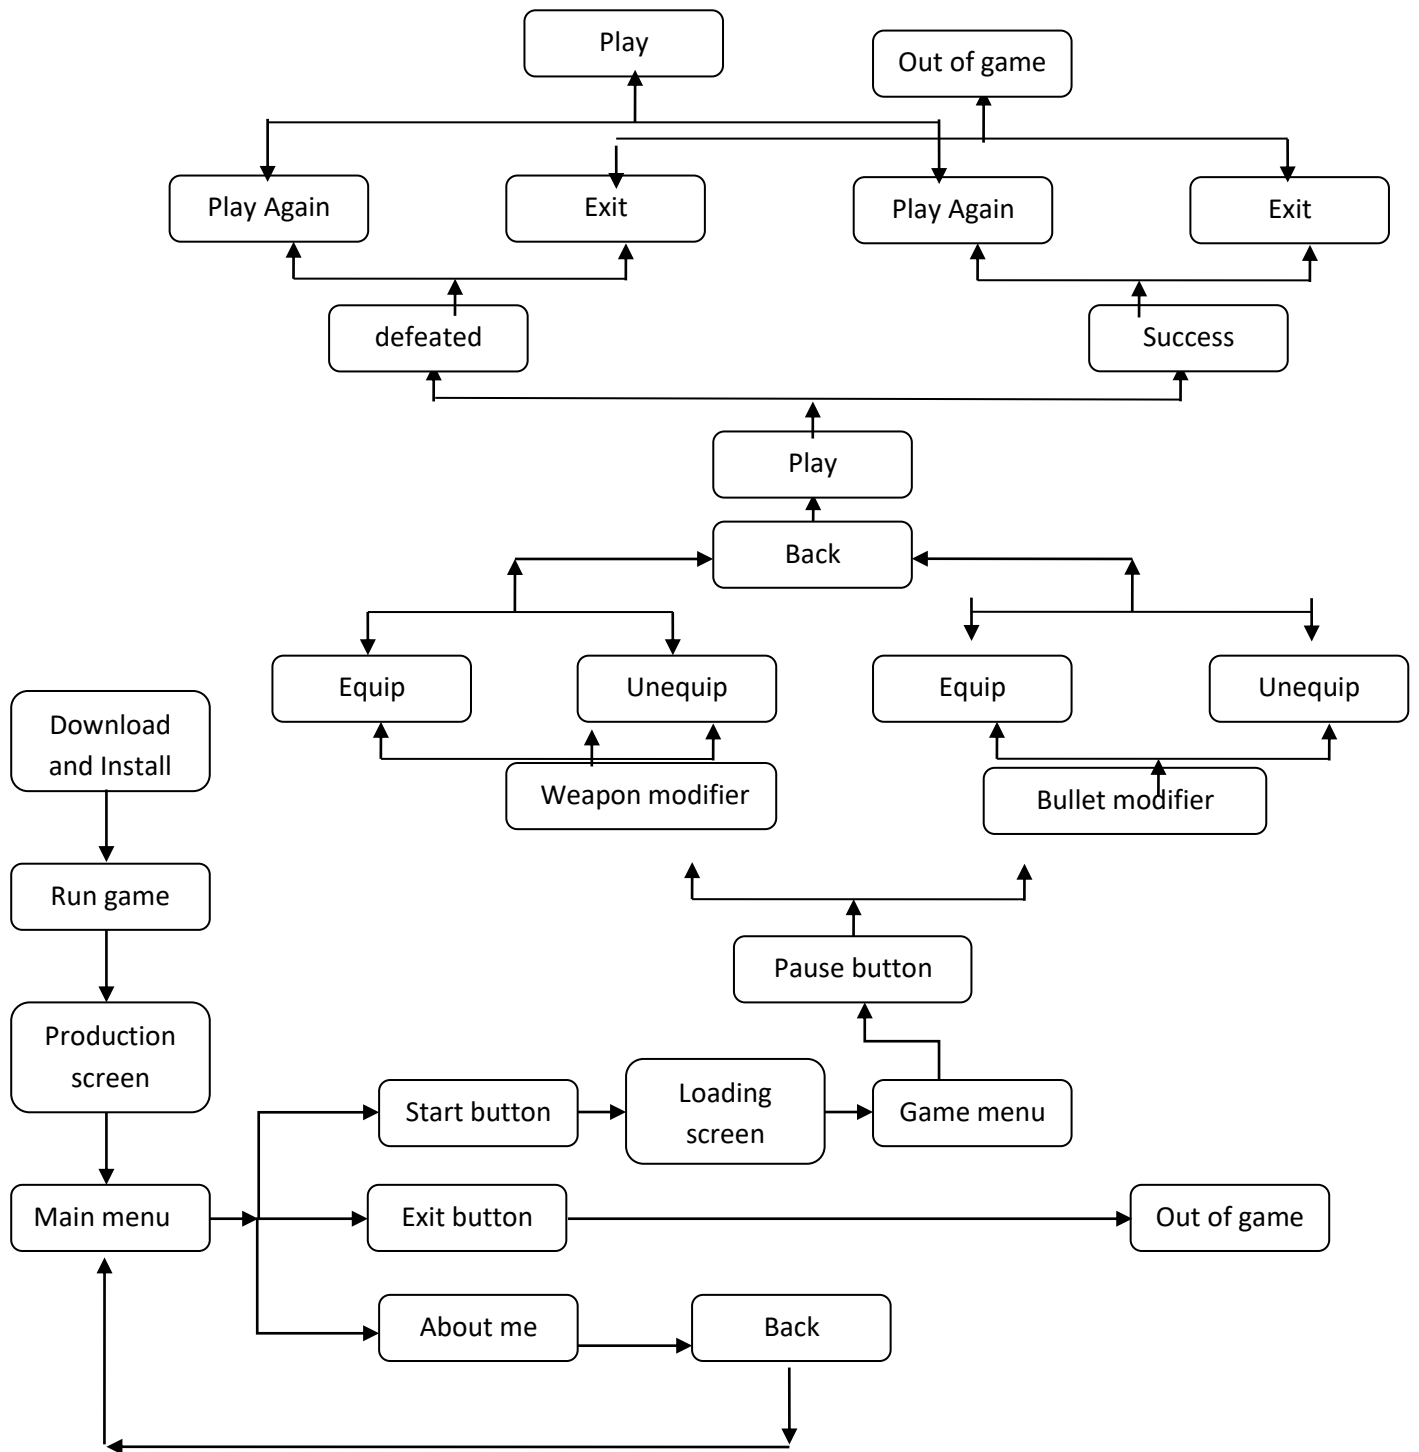 Play
Out of game
Play Again
Exit
Play Again
Exit
defeated
Success
Play
Back
Equip
Unequip
Equip
Unequip
Download
and Install
Weapon modifier
Bullet modifier
Run game
Pause button
Production
screen
Start button
Loading
screen
Game menu
Main menu
Exit button
Out of game
About me
Back